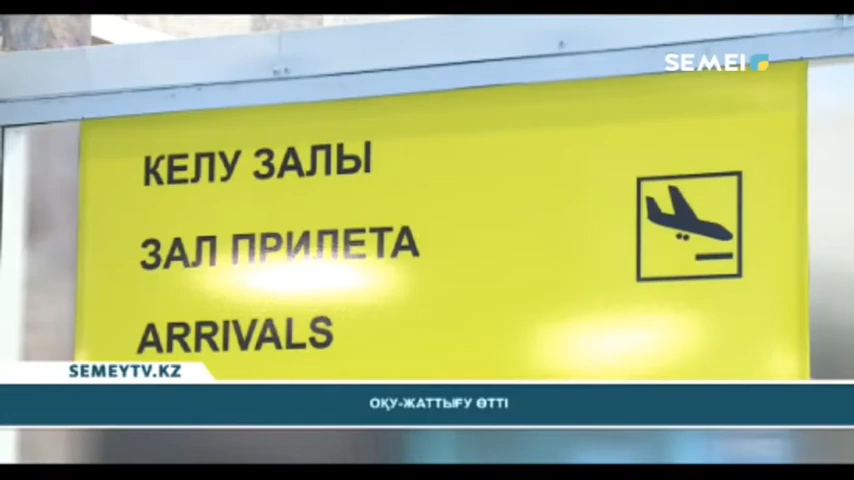 SEMEI
КЕЛУ ЗАЛЫ
ЗАЛ ПРИЛЕТА
ARRIVALS
SEMEYTV.KZ
ОҚУ-ЖАТТЫҒУ ӨТТІ